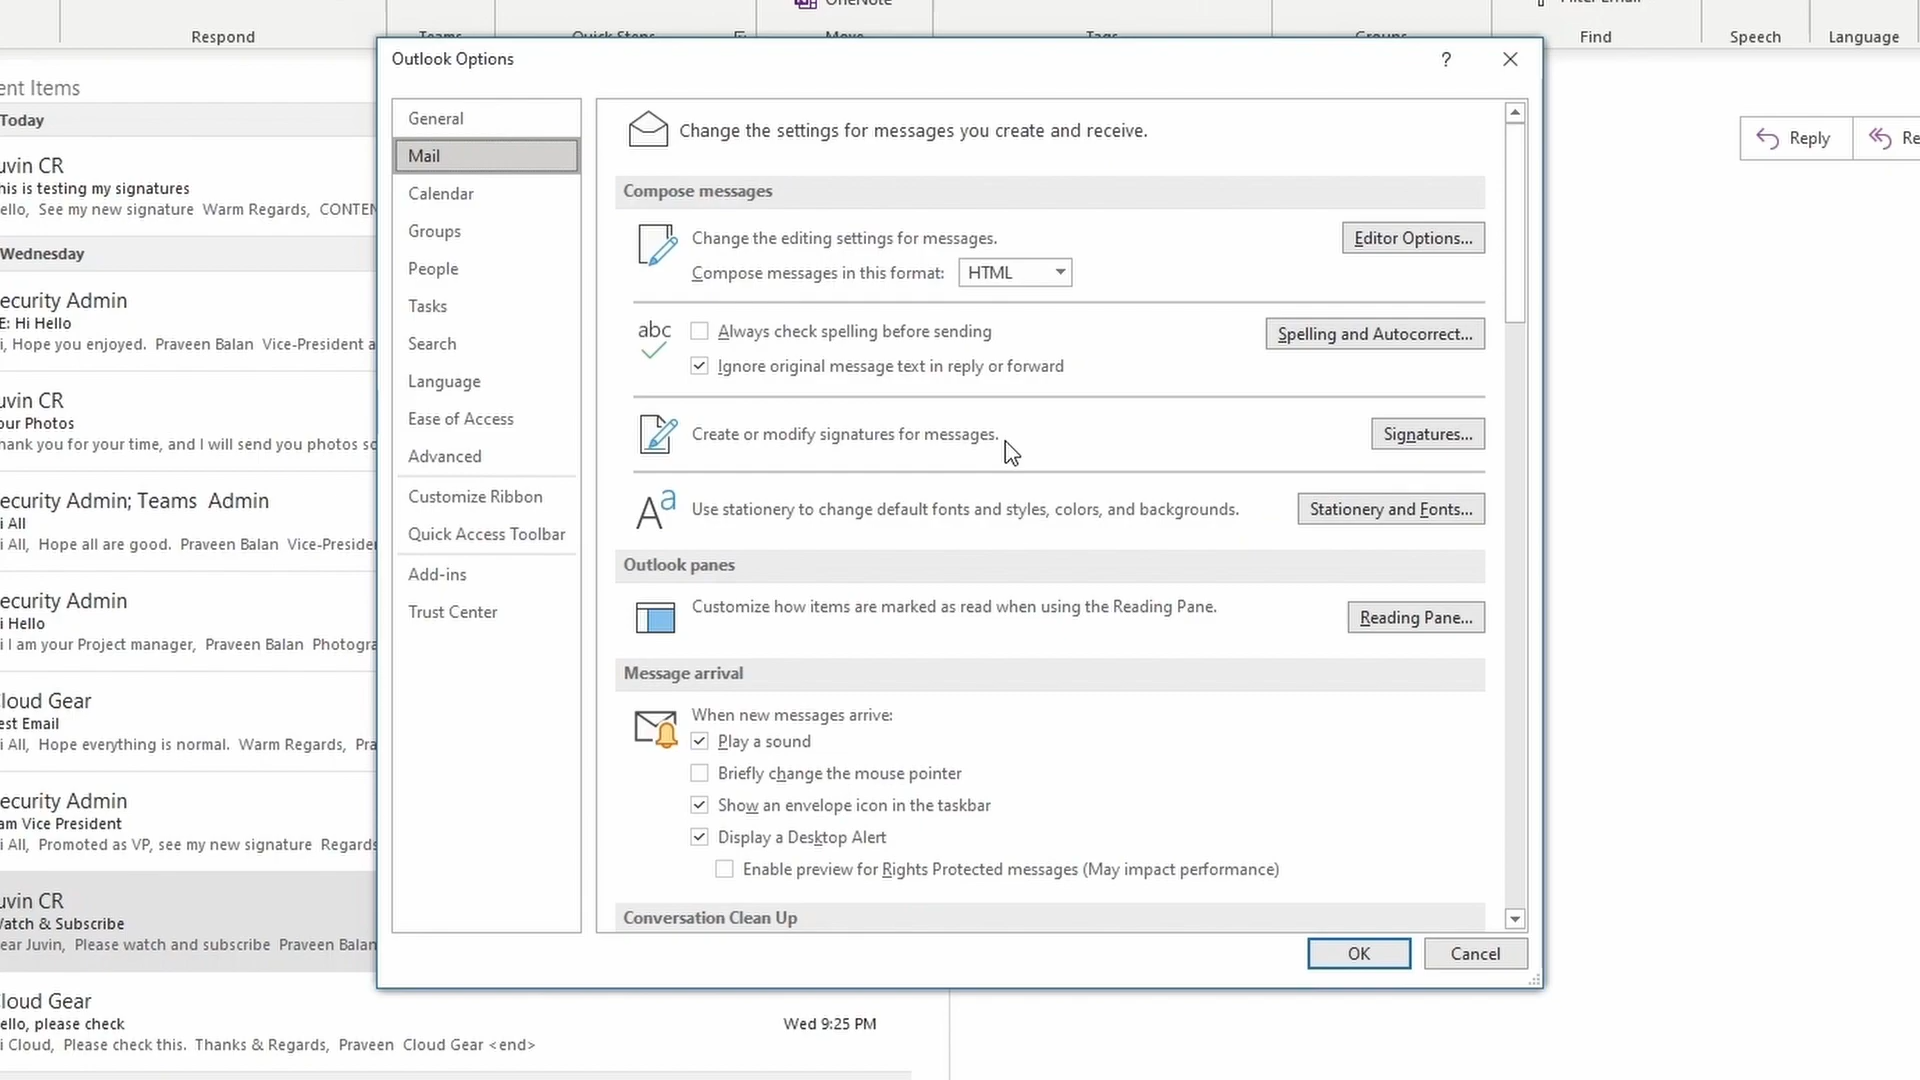 OneNote
Filter Email
Respond
Teams
Quick Steps
Move
Tags
Groups
Find
Speech
Language
ent Items
Today
uvin CR
his is testing my signatures
ello, See my new signature Warm Regards, CONTEN
Wednesday
ecurity Admin
E: Hi Hello
i, Hope you enjoyed. Praveen Balan Vice-President a
uvin CR
our Photos
hank you for your time, and I will send you photos so
ecurity Admin; Teams Admin
i All
i All, Hope all are good. Praveen Balan Vice-Presider
ecurity Admin
i Hello
i I am your Project manager, Praveen Balan Photogra
loud Gear
est Email
i All, Hope everything is normal. Warm Regards, Pra
ecurity Admin
am Vice President
i All, Promoted as VP, see my new signature Regards
uvin CR
Watch & Subscribe
ear Juvin, Please watch and subscribe Praveen Balan
loud Gear
ello, please check
Wed 9:25 PM
i Cloud, Please check this. Thanks & Regards, Praveen Cloud Gear <end>
Outlook Options
?
General
Mail
Calendar
Groups
People
Tasks
Search
Language
Ease of Access
Advanced
Customize Ribbon
Quick Access Toolbar
Add-ins
Trust Center
Change the settings for messages you create and receive.
Compose messages
Change the editing settings for messages.
Editor Options...
Compose messages in this format: HTML
abc
Always check spelling before sending
Spelling and Autocorrect...
Ignore original message text in reply or forward
Create or modify signatures for messages.
Signatures...
Aa
Use stationery to change default fonts and styles, colors, and backgrounds.
Stationery and Fonts...
Outlook panes
Customize how items are marked as read when using the Reading Pane.
Reading Pane...
Message arrival
When new messages arrive:
Play a sound
Briefly change the mouse pointer
Show an envelope icon in the taskbar
Display a Desktop Alert
Enable preview for Rights Protected messages (May impact performance)
Conversation Clean Up
OK
Cancel
Reply
Re